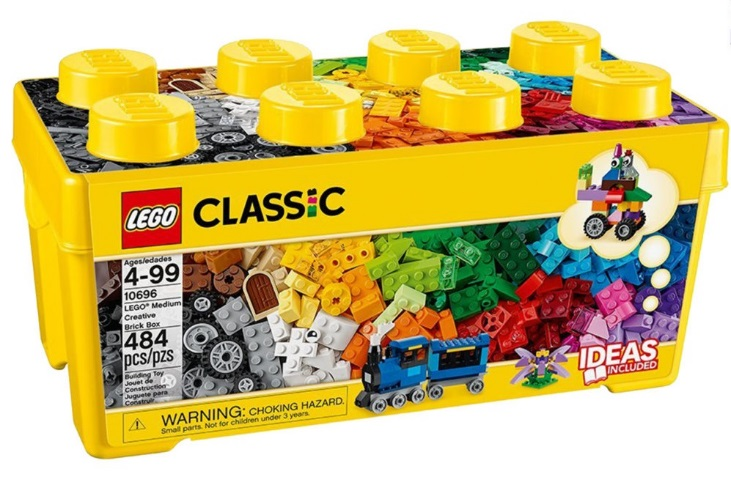 LEGO CLASSIC
Ages/edades
4-99
10696
LEGO® Medium
Creative
Brick Box
484
pcs/pzs
Building Toy
Jouet de
Construction
Juguete para
Construir
IDEAS
INCLUDED
WARNING: CHOKING HAZARD.
Small parts. Not for children under 3 years.